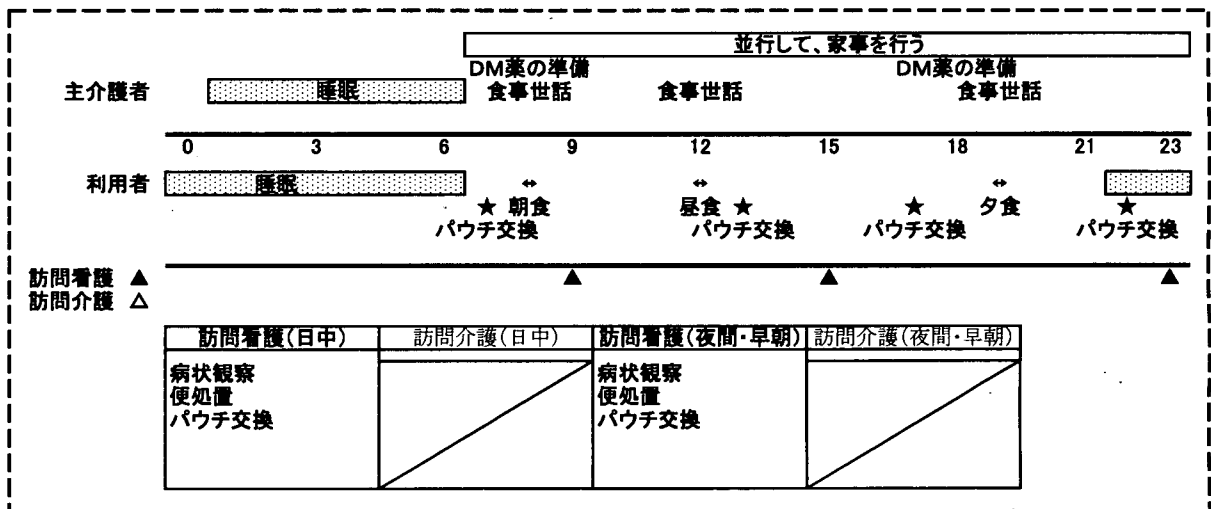 並行して、家事を行う
DM薬の準備 DM薬の準備
主介護者 睡眠 食事世話 食事世話 食事世話
0 3 6 9 12 15 18 21 23
利用者 睡眠
★ 朝食 昼食 ★ ★ 夕食 ★
パウチ交換 パウチ交換 パウチ交換 パウチ交換
訪問看護 ▲ ▲ ▲ ▲
訪問介護 △
訪問看護(日中) 訪問介護(日中) 訪問看護(夜間・早朝) 訪問介護(夜間・早朝)
病状観察 病状観察
便処置 便処置
パウチ交換 パウチ交換